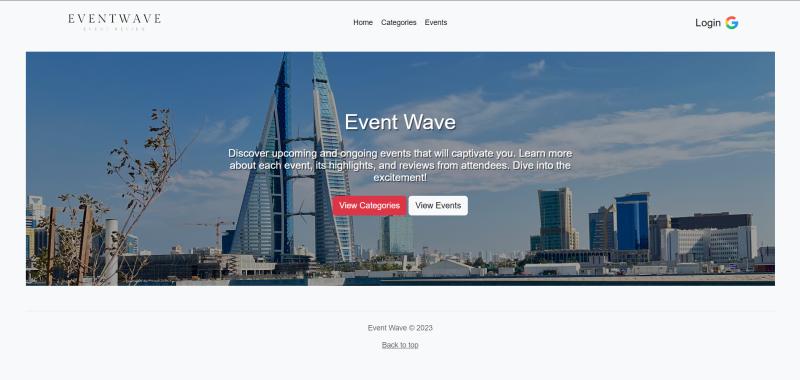 EVENTWAVE
EVENT REVIEW
Home Categories Events
Login
Event Wave
Discover upcoming and ongoing events that will captivate you. Learn more
about each event, its highlights, and reviews from attendees. Dive into the
excitement!
View Categories View Events
Event Wave © 2023
Back to top